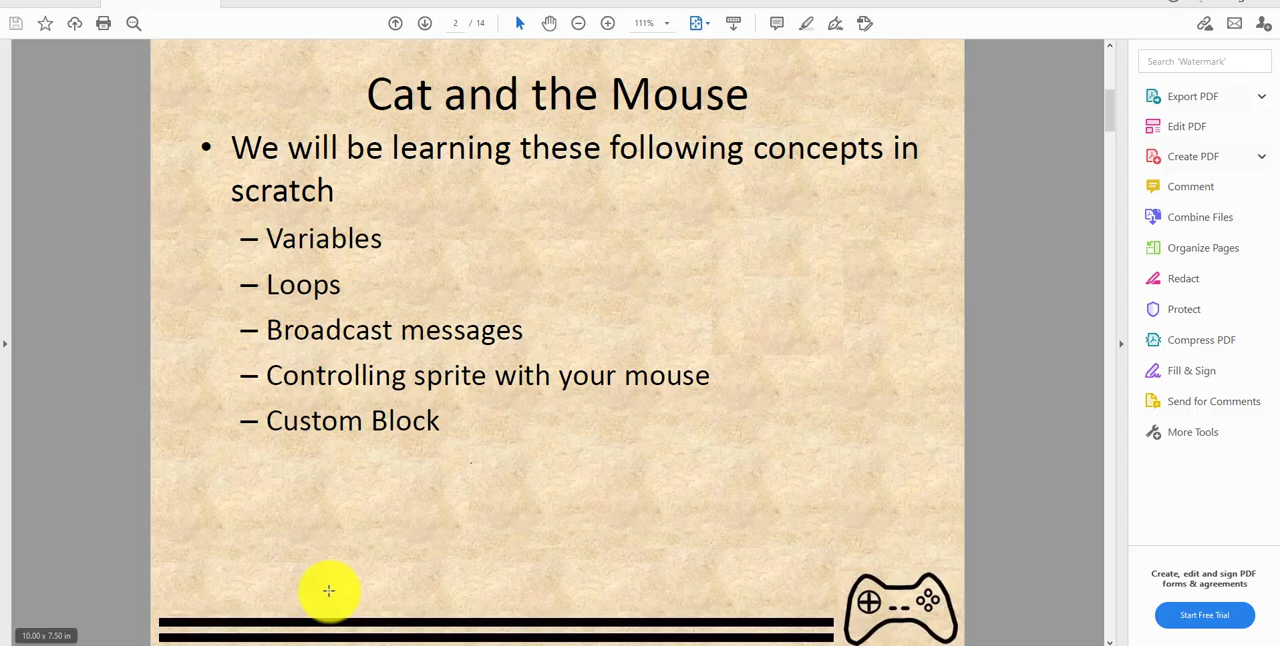 2 / 14
111%
Search 'Watermark'
Cat and the Mouse
• We will be learning these following concepts in
scratch
– Variables
– Loops
– Broadcast messages
– Controlling sprite with your mouse
– Custom Block
10.00 x 7.50 in
Export PDF
Edit PDF
Create PDF
Comment
Combine Files
Organize Pages
Redact
Protect
Compress PDF
Fill & Sign
Send for Comments
More Tools
Create, edit and sign PDF
forms & agreements
Start Free Trial